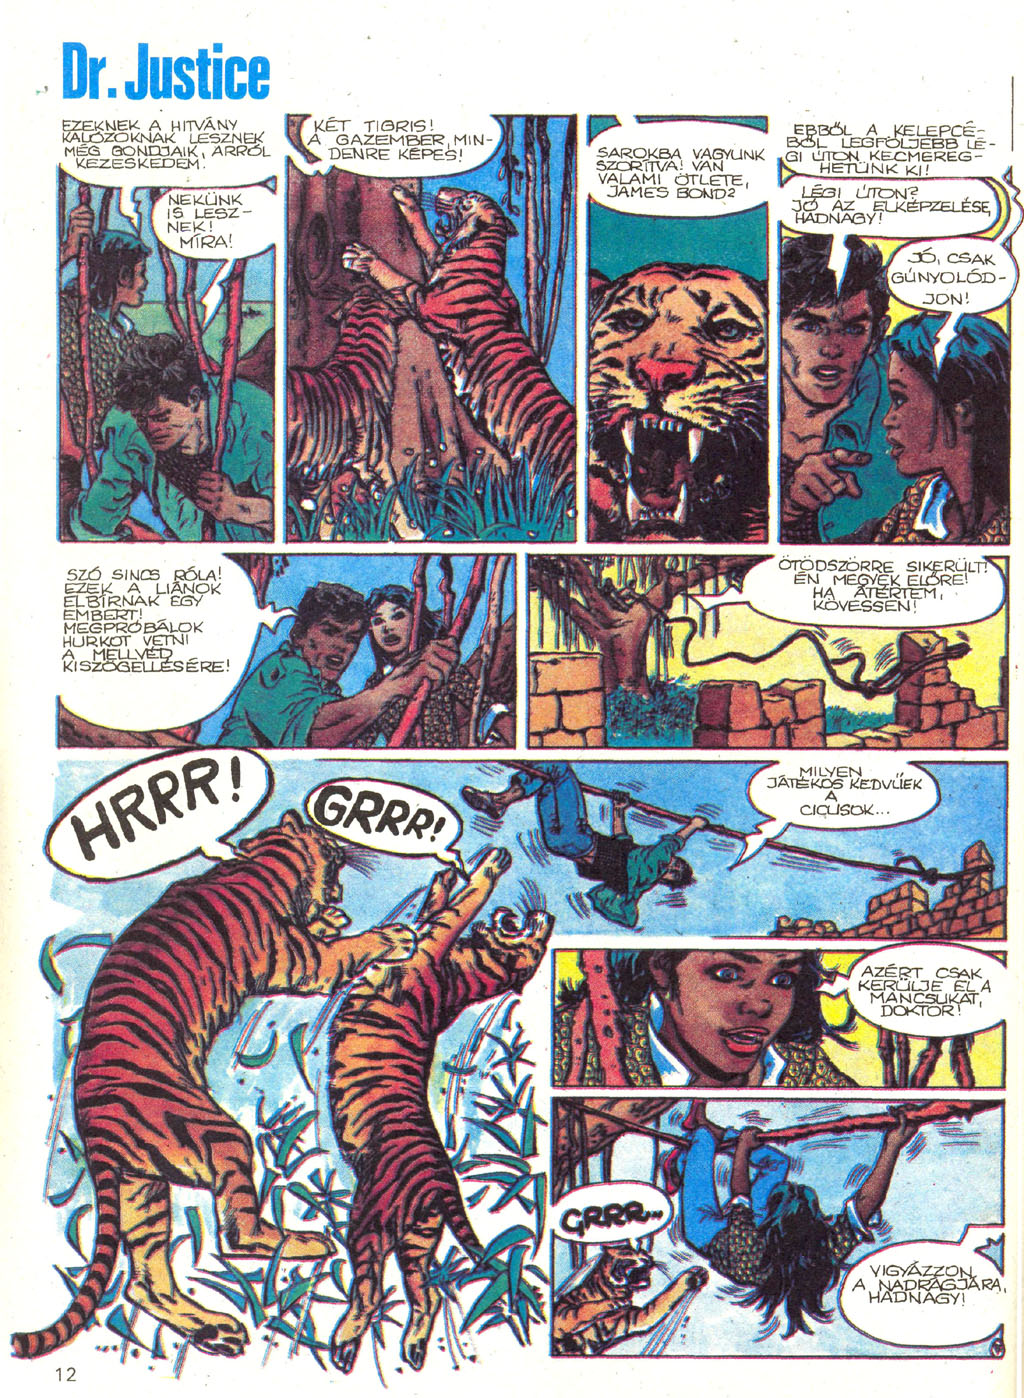 Dr. Justice
EZEKNEK A HITVÁNY
KALÓZOKNAK LESZNEK
MÉG GONDJAIK, ARRÓL
KEZESKEDEM.
NEKÜNK
IS LESZ-
NEK!
MÍRA!
KÉT TIGRIS!
A GAZEMBER MIN-
DENRE KÉPES!
SAROKBA VAGYUNK
SZORÍTVA! VAN
VALAMI ÖTLETE,
JAMES BOND?
EBBŐL A KELEPCÉ-
BŐL LEGFÖLJEBB LÉ-
GI ÚTON KECMEREG-
HETÜNK KI!
LÉGI ÚTON?
JÓ AZ ELKÉPZELÉSE,
HADNAGY!
JÓ, CSAK
GÚNYOLÓD-
JON!
SZÓ SINCS RÓLA!
EZEK A LIÁNOK
ELBÍRNAK EGY
EMBERT!
MEGPRÓBÁLOK
HURKOT VETNI
A MELLVÉD
KISZÖGELLÉSÉRE!
ÖTÖDSZÖRRE SIKERÜLT!
ÉN MEGYEK ELŐRE!
HA ÁTÉRTEM,
KÖVESSEN!
HRRR!
GRRR!
MILYEN
JÁTÉKOS KEDVŰEK
A
CICUSOK...
AZÉRT CSAK
KERÜLJE EL A
MANCSUKAT,
DOKTOR!
GRRR...
VIGYÁZZON
A NADRÁGJÁRA,
HADNAGY!
12